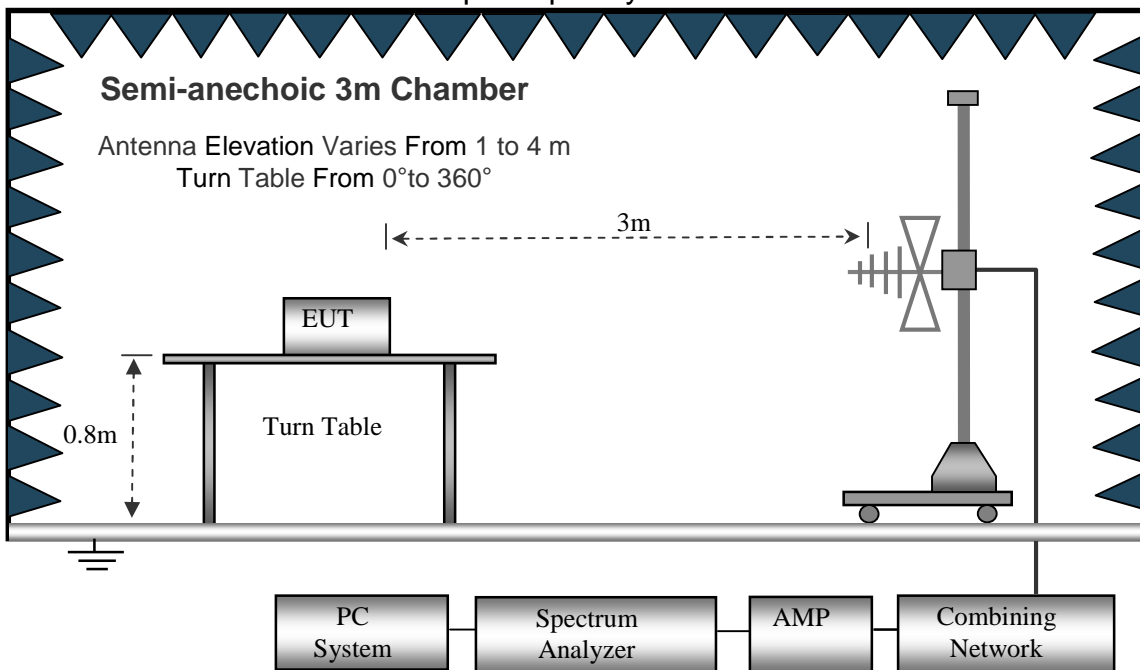 Semi-anechoic 3m Chamber
Antenna Elevation Varies From 1 to 4 m
Turn Table From 0°to 360°
3m
EUT
Turn Table
0.8m
PC
System
Spectrum
Analyzer
AMP
Combining
Network